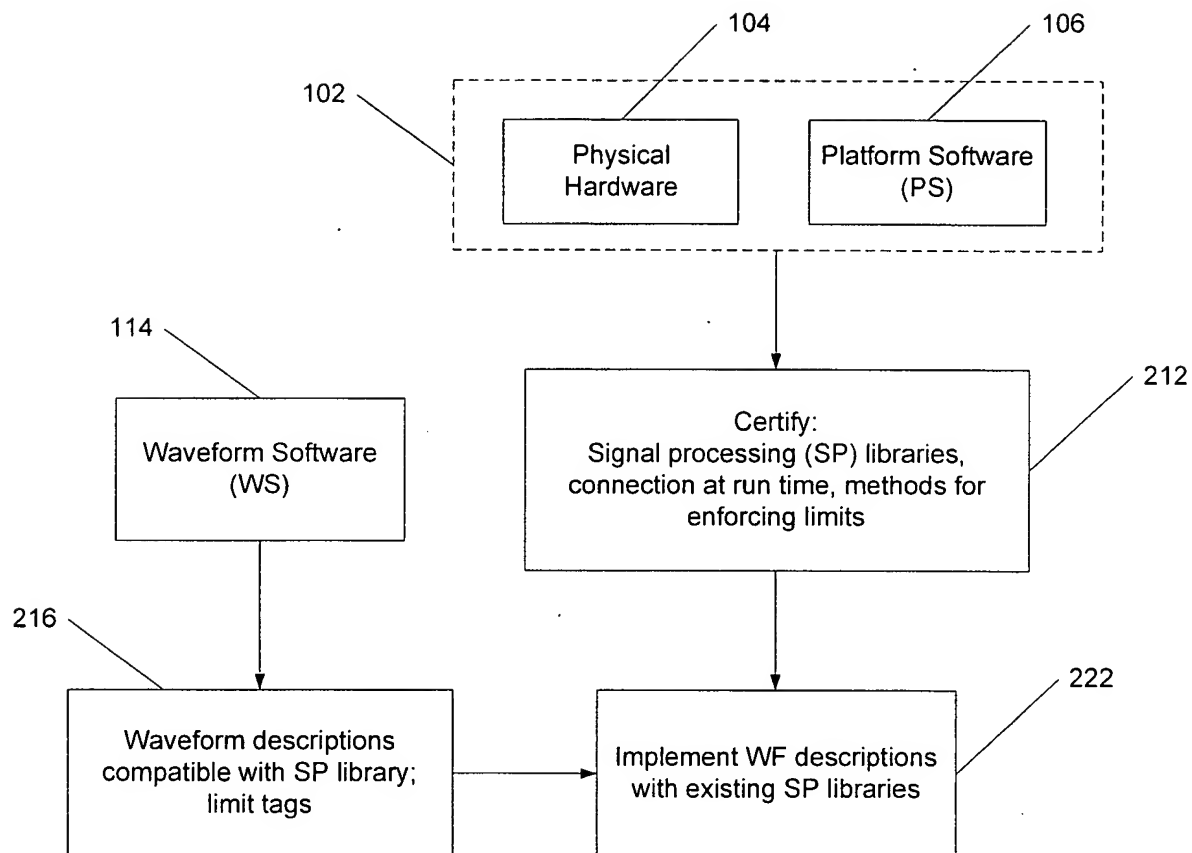 104
106
102
Physical
Hardware
Platform Software
(PS)
114
212
Certify:
Signal processing (SP) libraries,
connection at run time, methods for
enforcing limits
Waveform Software
(WS)
216
222
Waveform descriptions
compatible with SP library;
limit tags
Implement WF descriptions
with existing SP libraries